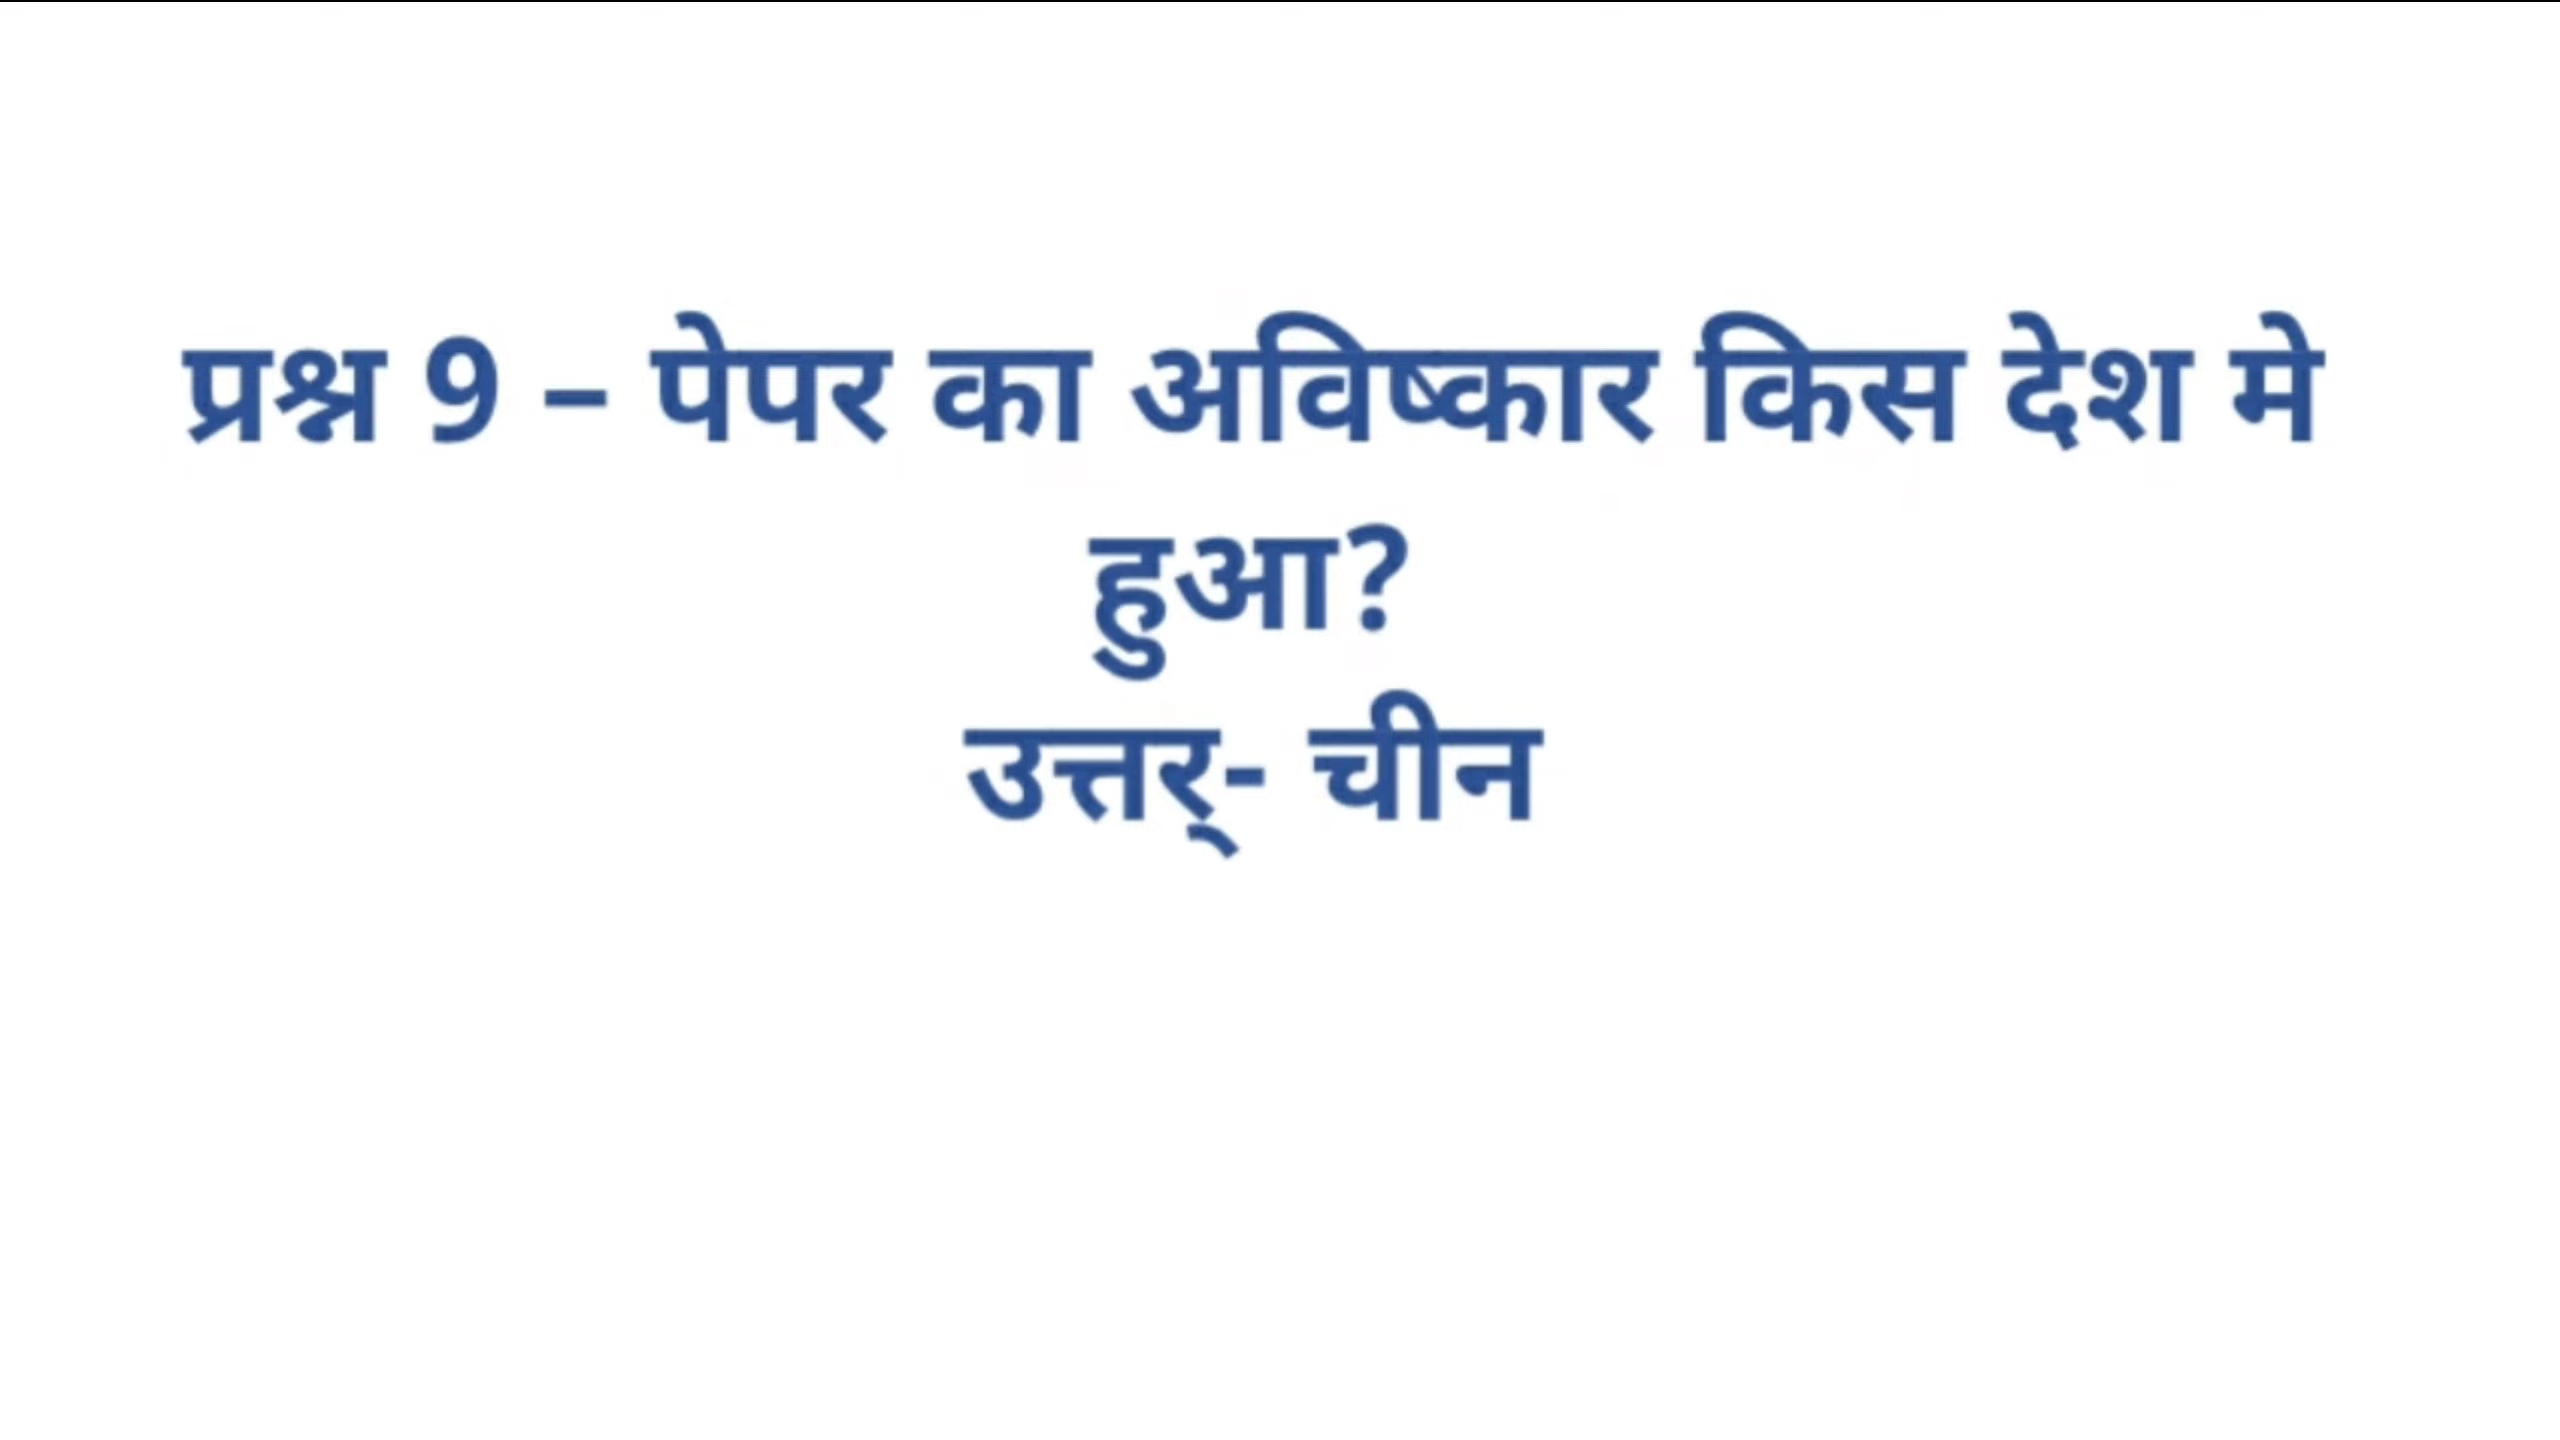 प्रश्न 9 – पेपर का अविष्कार किस देश मे
हुआ?
उत्तर्- चीन